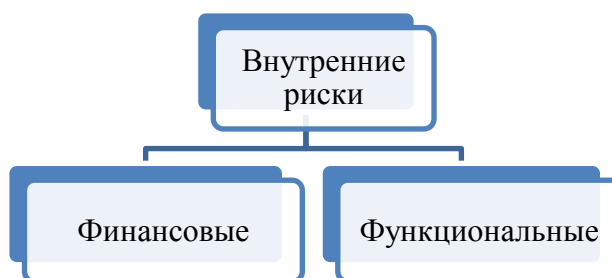 Внутренние
риски
Финансовые
Функциональные